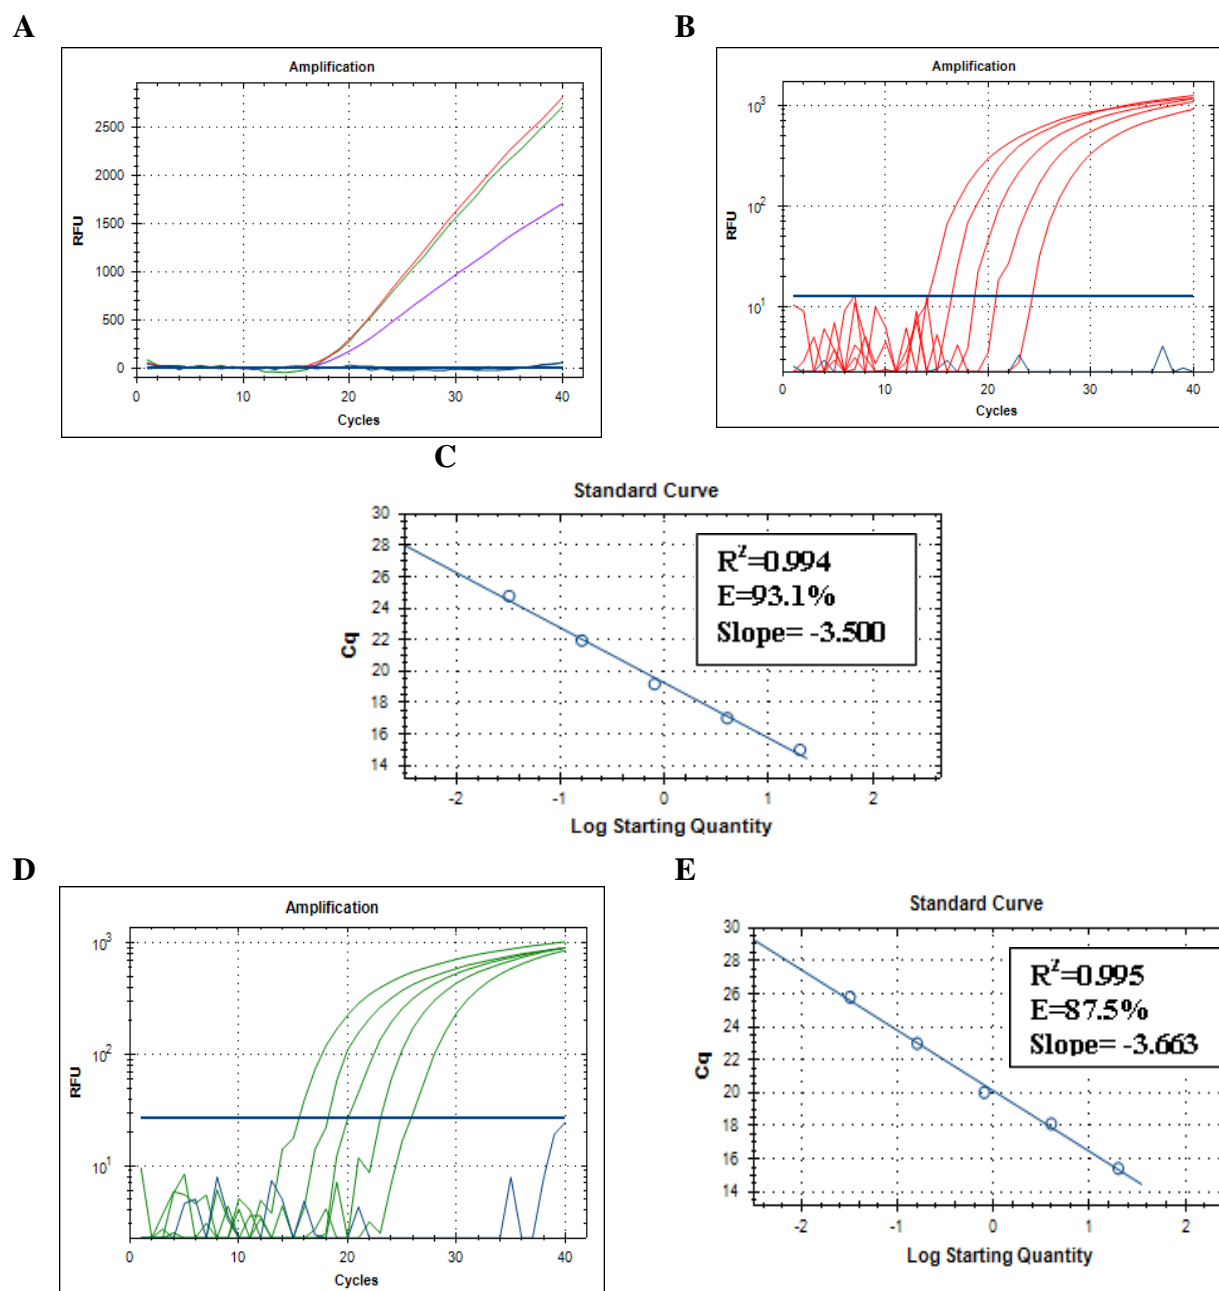 A
Amplification
RFU
2500
2000
1500
1000
500
0
0 10 20 30 40
Cycles
B
Amplification
RFU
10³
10²
10¹
0 10 20 30 40
Cycles
C
Standard Curve
Cq
30
28
26
24
22
20
18
16
14
R²=0.994
E=93.1%
Slope= -3.500
-2 -1 0 1 2
Log Starting Quantity
D
Amplification
RFU
10³
10²
10¹
0 10 20 30 40
Cycles
E
Standard Curve
Cq
30
28
26
24
22
20
18
16
14
R²=0.995
E=87.5%
Slope= -3.663
-2 -1 0 1 2
Log Starting Quantity